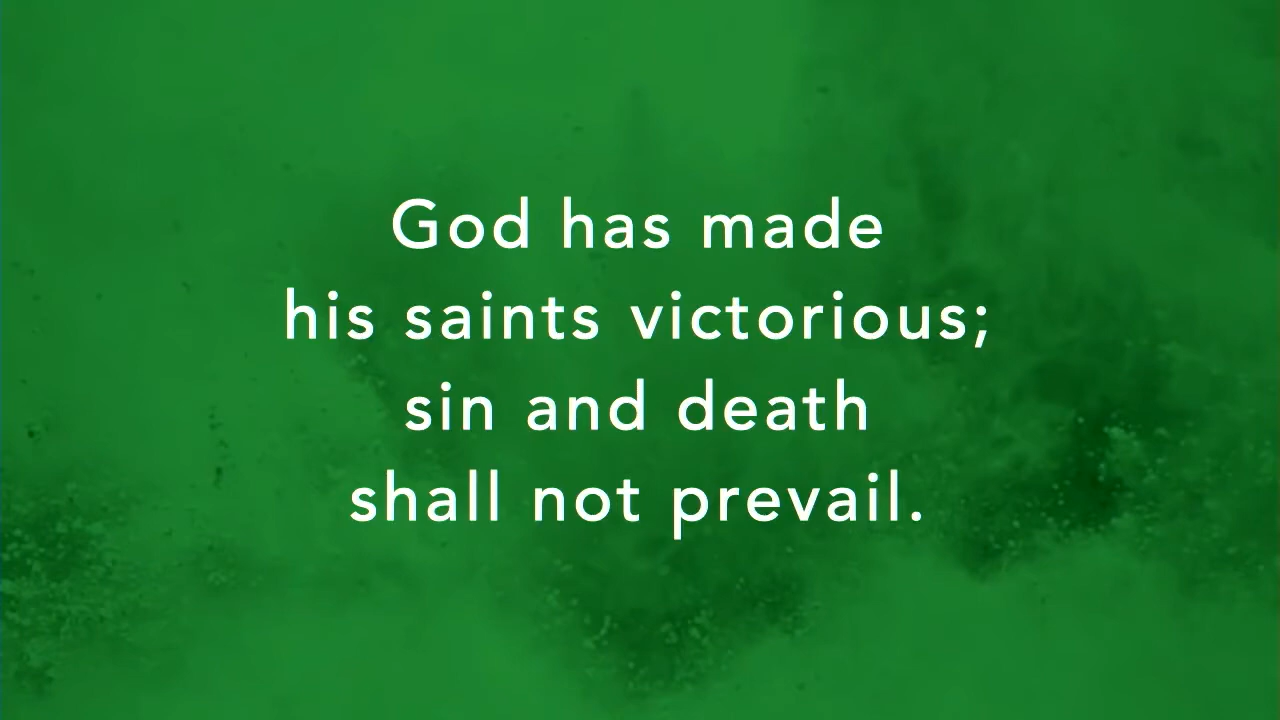 God has made
his saints victorious;
sin and death
shall not prevail.